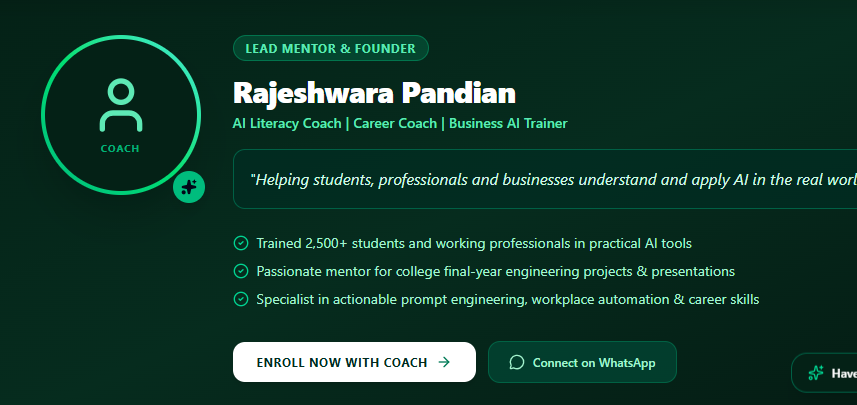 LEAD MENTOR & FOUNDER
Rajeshwara Pandian
COACH
AI Literacy Coach | Career Coach | Business AI Trainer
"Helping students, professionals and businesses understand and apply AI in the real
Trained 2,500+ students and working professionals in practical AI tools
Passionate mentor for college final-year engineering projects & presentations
Specialist in actionable prompt engineering, workplace automation & career skills
ENROLL NOW WITH COACH
Connect on WhatsApp
Have